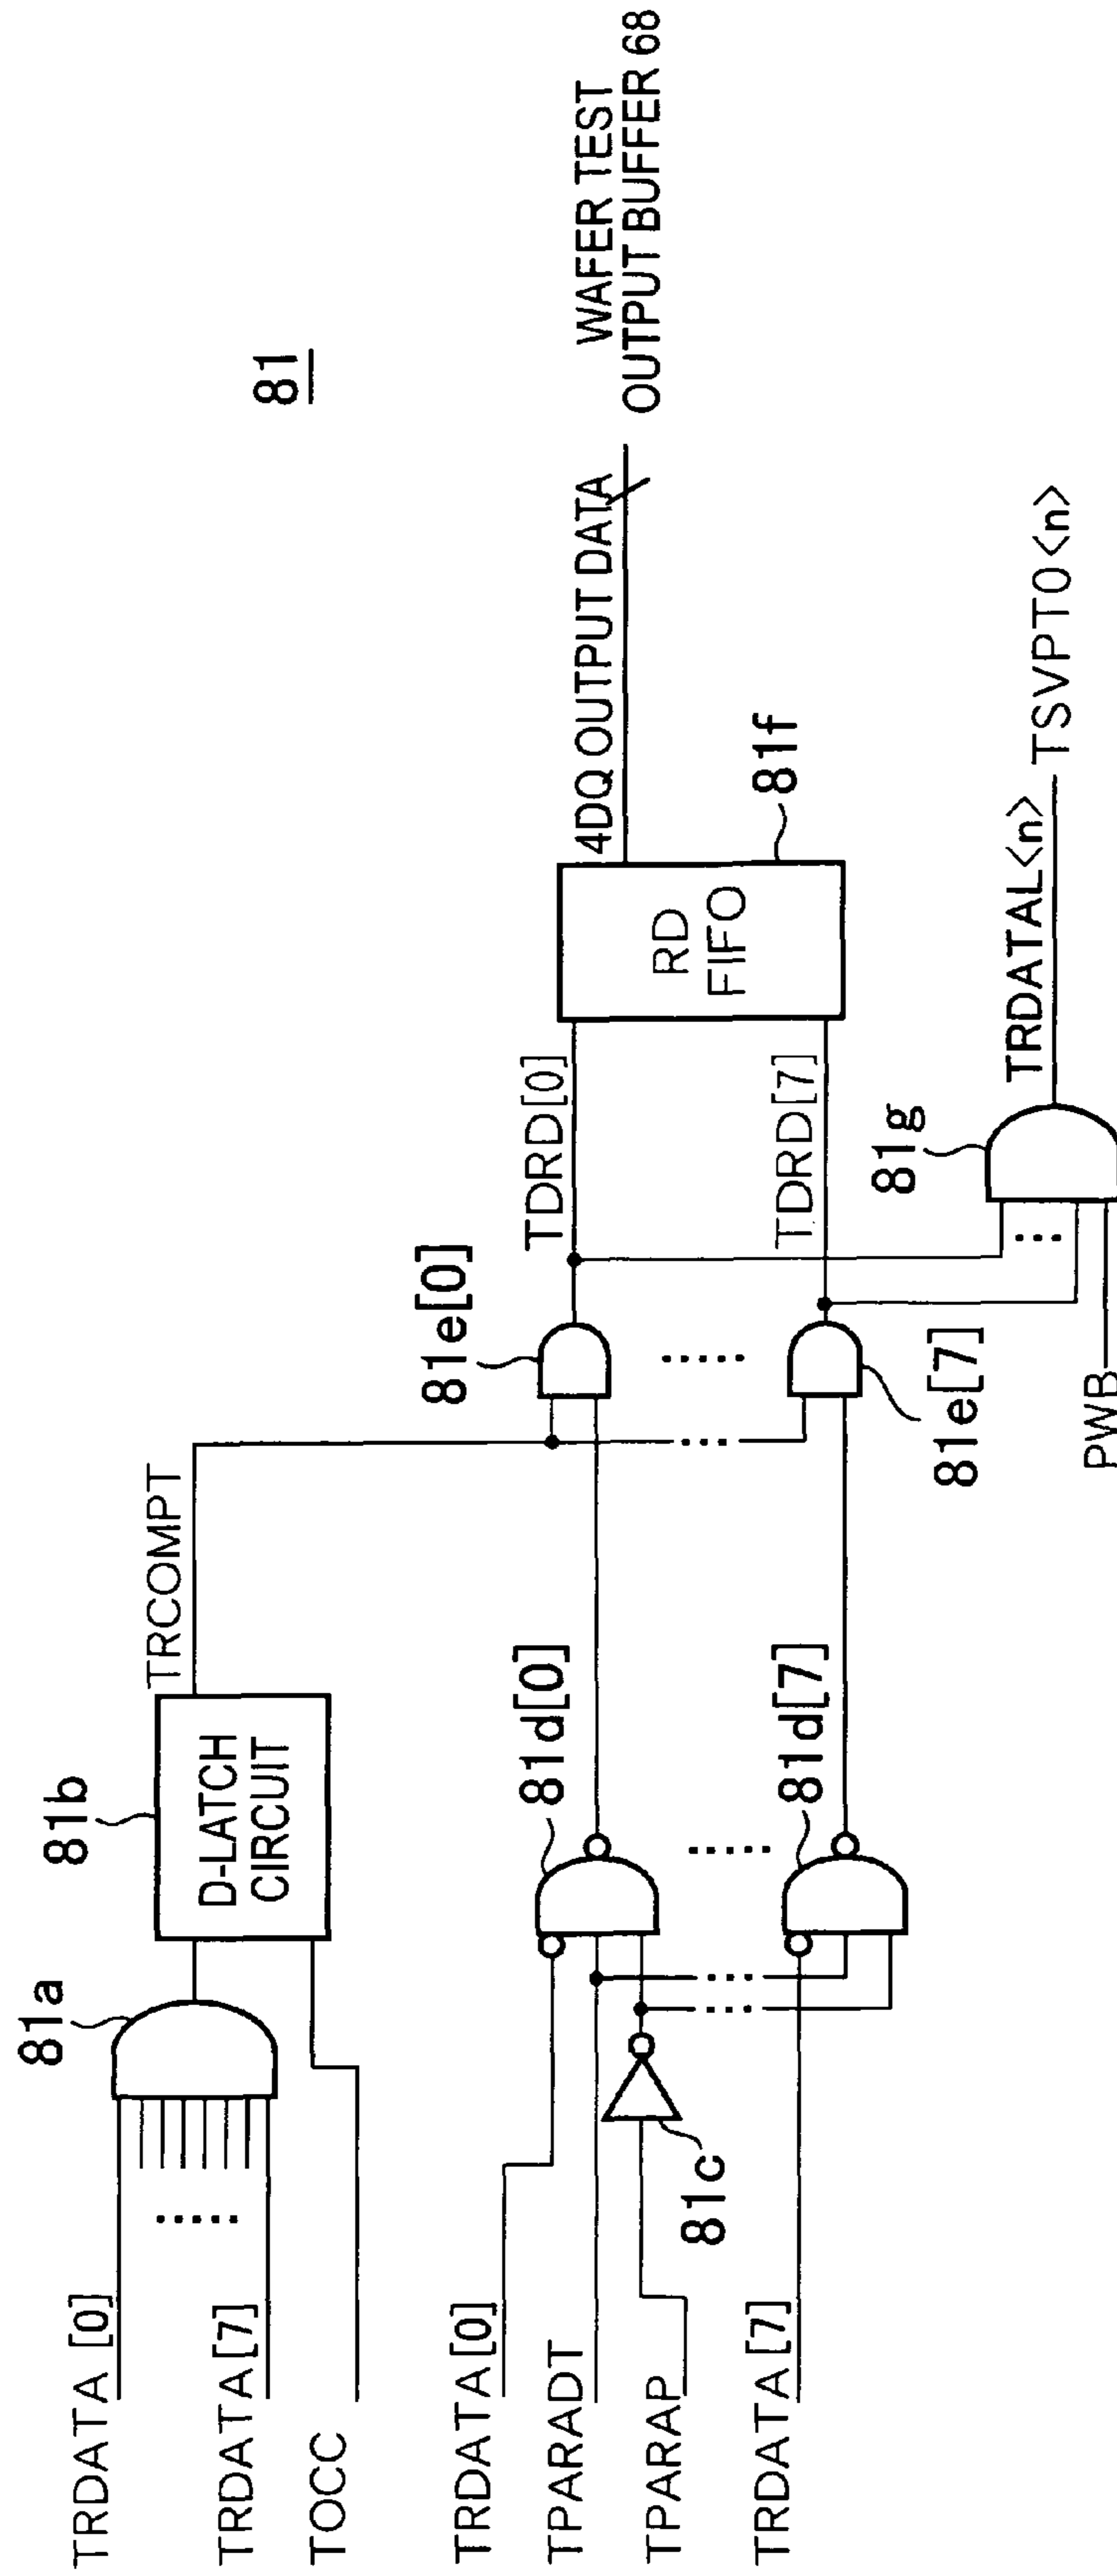 81
81a
81b
TRDATA [0]
TRDATA[7]
TOCC
D-LATCH
CIRCUIT
TRCOMPT
TRDATA[0]
TPARADT
TPARAP
TRDATA[7]
81c
81d[0]
81d[7]
81e[0]
81e[7]
TDRD[0]
TDRD[7]
RD
FIFO
81f
4DQ OUTPUT DATA
WAFER TEST
OUTPUT BUFFER 68
PWB
81g
TRDATAL<n>
TSVPT0<n>